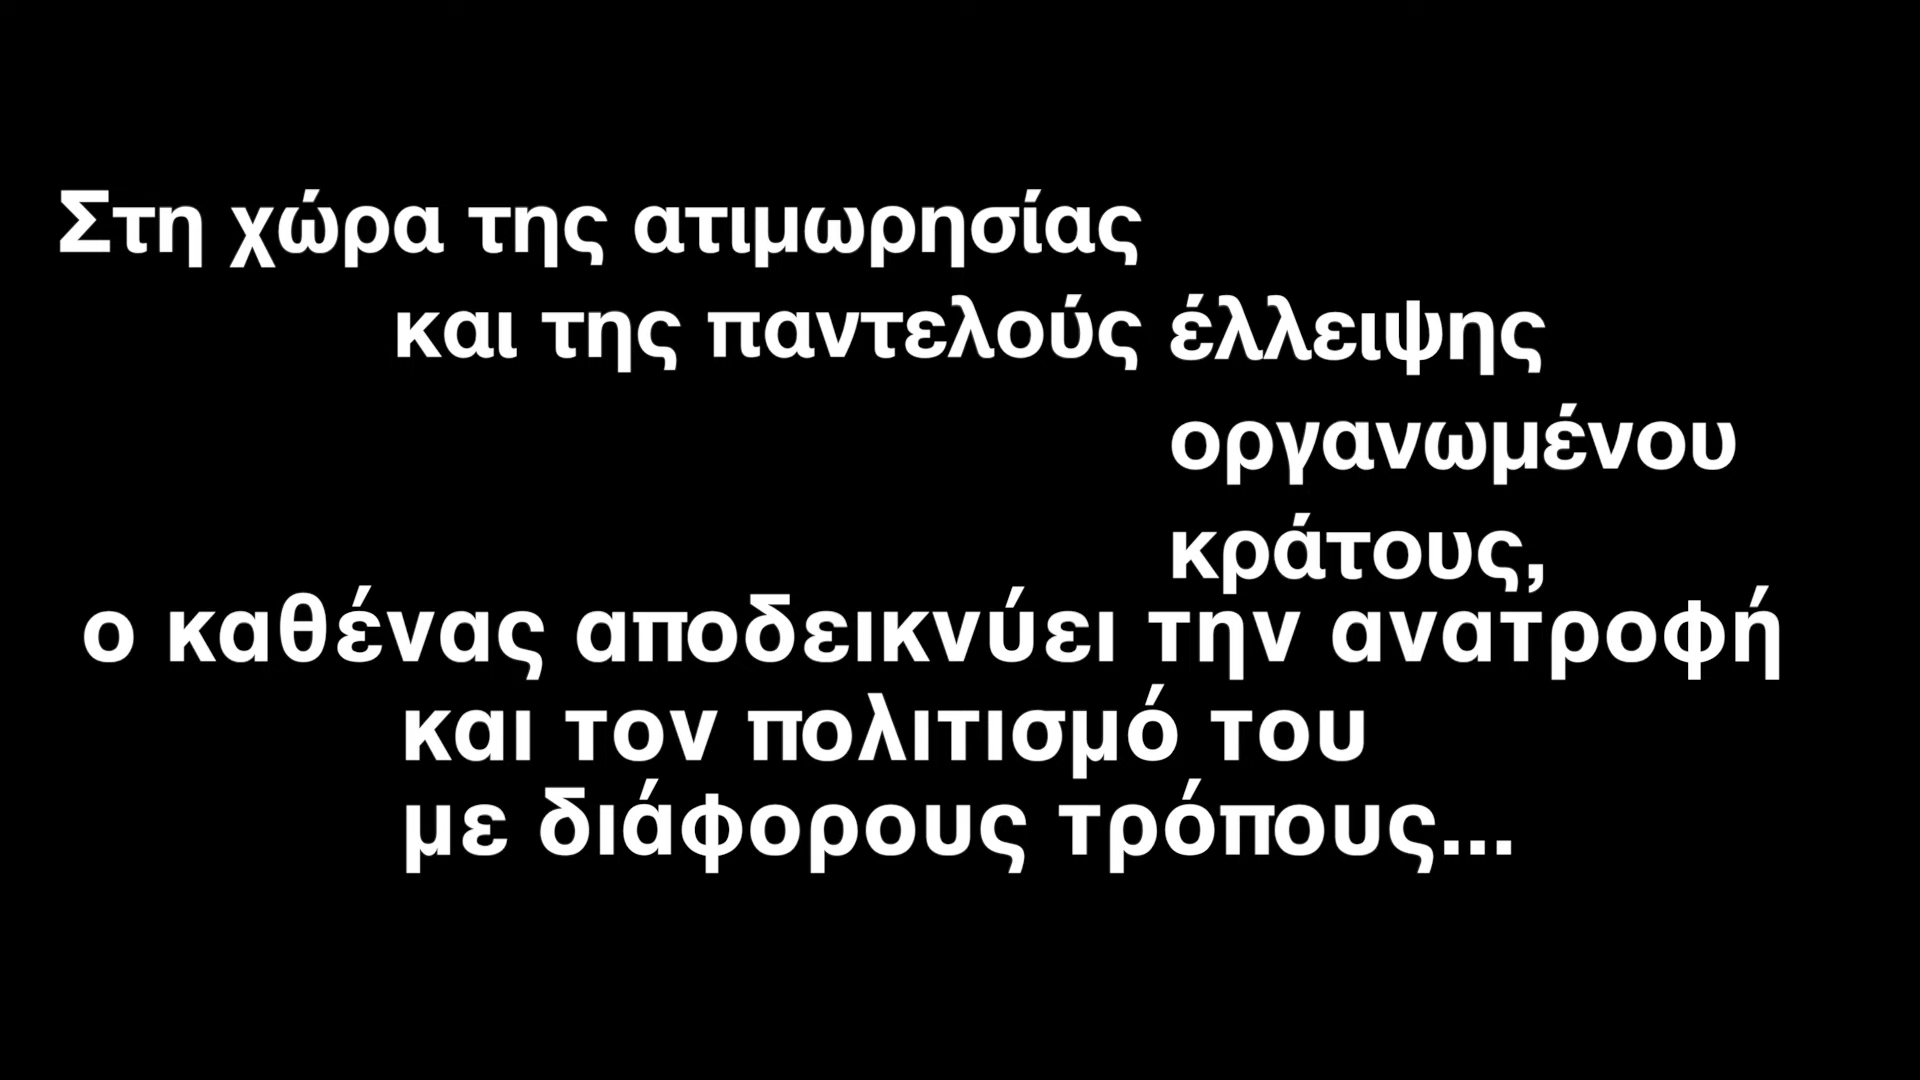 Στη χώρα της ατιμωρησίας
και της παντελούς έλλειψης
οργανωμένου
κράτους,
ο καθένας αποδεικνύει την ανατροφή
και τον πολιτισμό του
με διάφορους τρόπους...